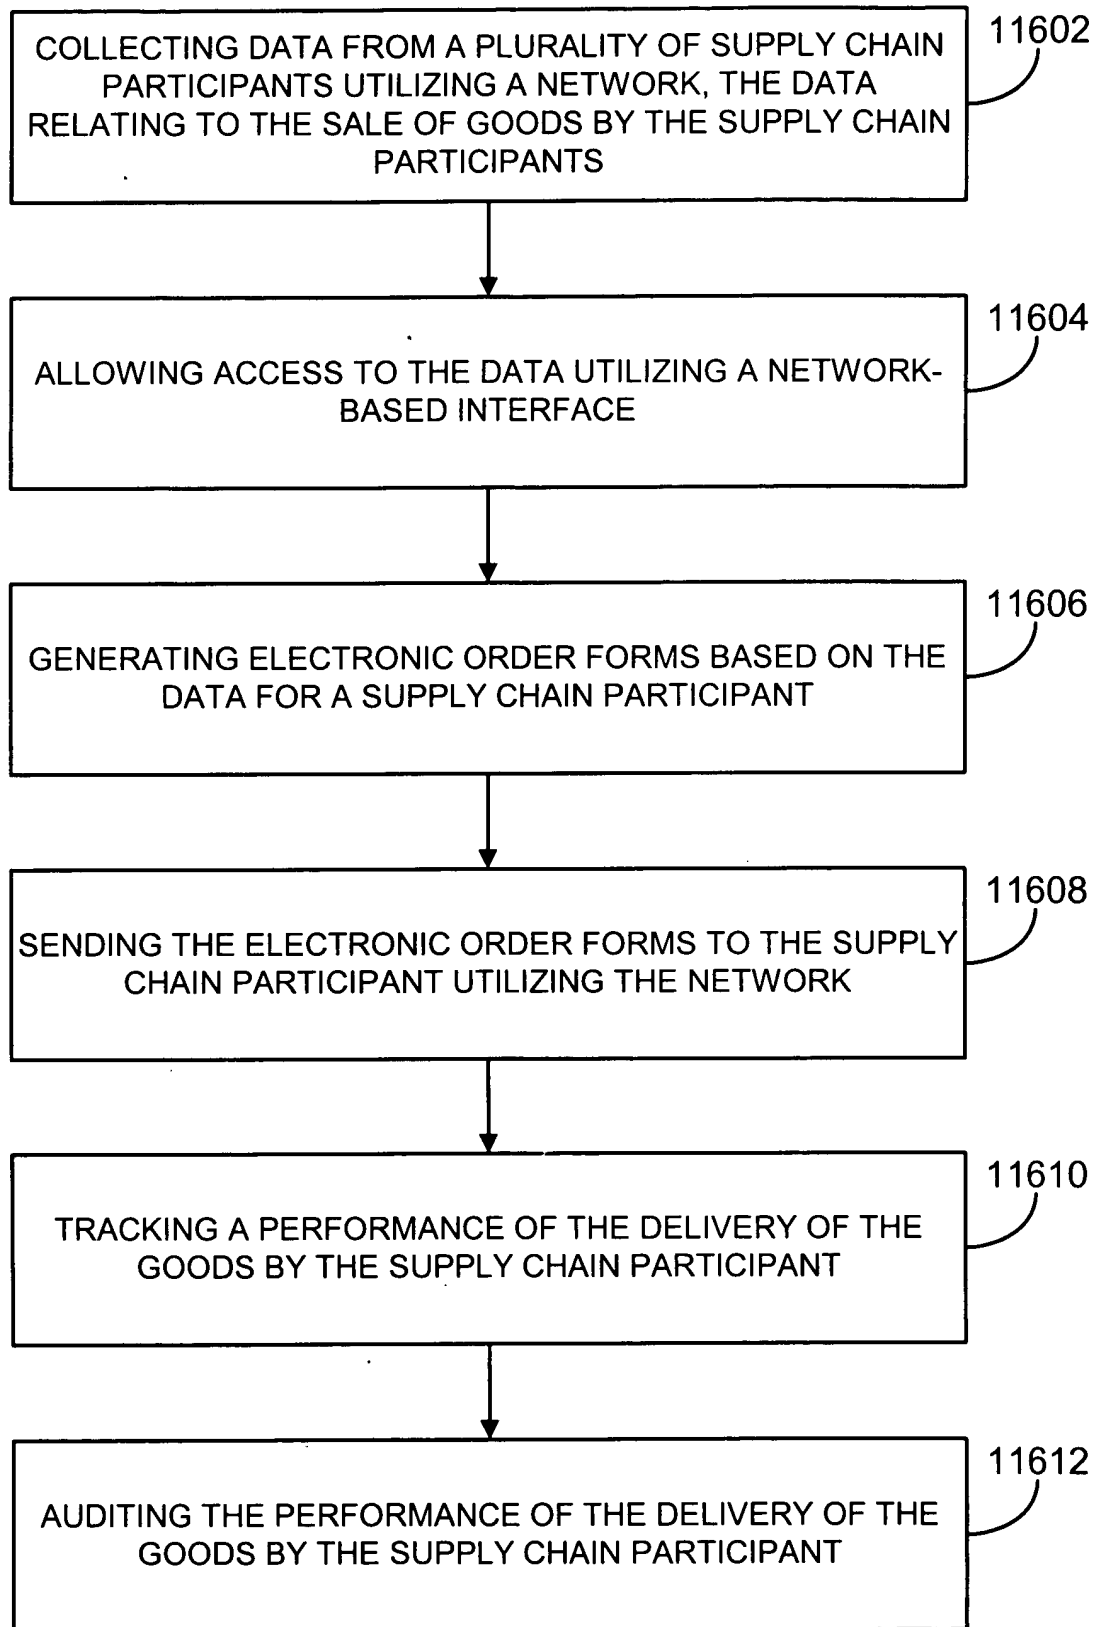 11602
COLLECTING DATA FROM A PLURALITY OF SUPPLY CHAIN
PARTICIPANTS UTILIZING A NETWORK, THE DATA
RELATING TO THE SALE OF GOODS BY THE SUPPLY CHAIN
PARTICIPANTS
11604
ALLOWING ACCESS TO THE DATA UTILIZING A NETWORK-
BASED INTERFACE
11606
GENERATING ELECTRONIC ORDER FORMS BASED ON THE
DATA FOR A SUPPLY CHAIN PARTICIPANT
11608
SENDING THE ELECTRONIC ORDER FORMS TO THE SUPPLY
CHAIN PARTICIPANT UTILIZING THE NETWORK
11610
TRACKING A PERFORMANCE OF THE DELIVERY OF THE
GOODS BY THE SUPPLY CHAIN PARTICIPANT
11612
AUDITING THE PERFORMANCE OF THE DELIVERY OF THE
GOODS BY THE SUPPLY CHAIN PARTICIPANT